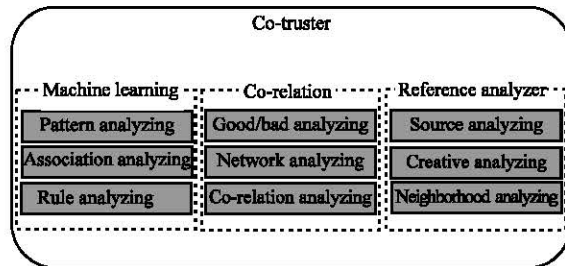 Co-truster
Machine learning
Pattern analyzing
Association analyzing
Rule analyzing
Co-relation
Good/bad analyzing
Network analyzing
Co-relation analyzing
Reference analyzer
Source analyzing
Creative analyzing
Neighborhood analyzing